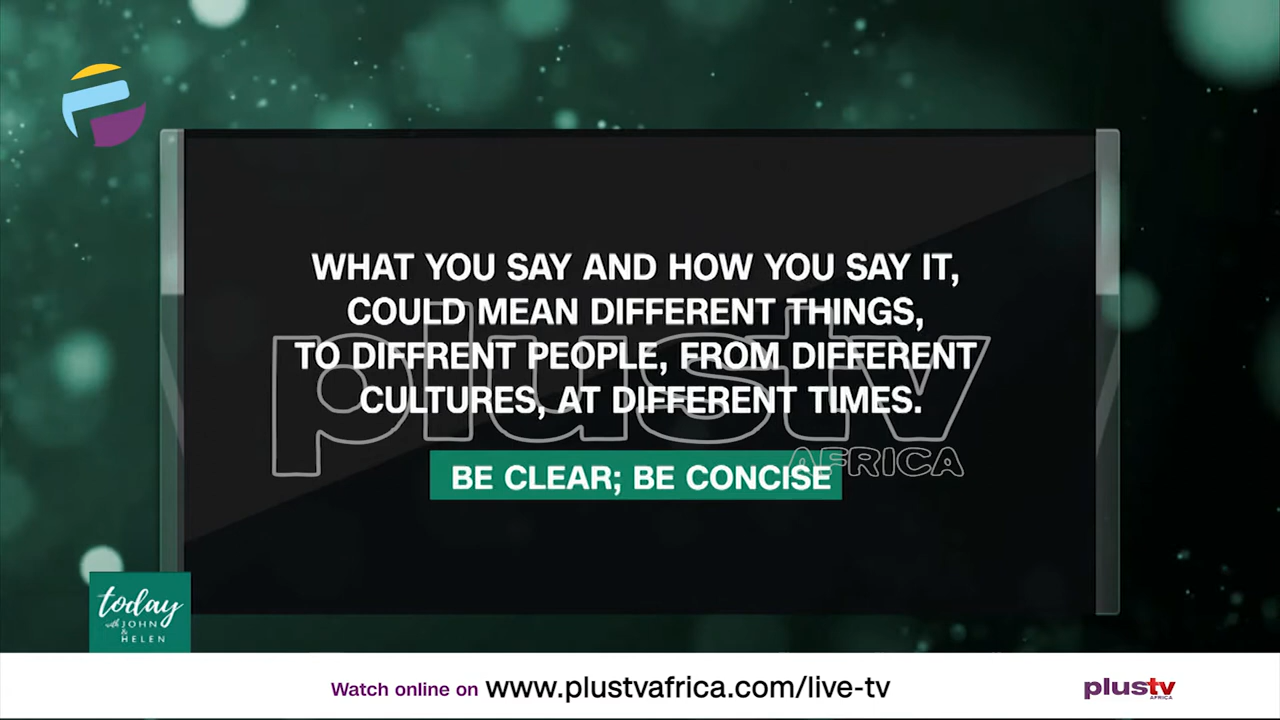 WHAT YOU SAY AND HOW YOU SAY IT,
COULD MEAN DIFFERENT THINGS,
TO DIFFRENT PEOPLE, FROM DIFFERENT
CULTURES, AT DIFFERENT TIMES.
plustv
AFRICA
BE CLEAR; BE CONCISE
today
with JOHN
&
HELEN
Watch online on www.plustvafrica.com/live-tv
plustv
AFRICA